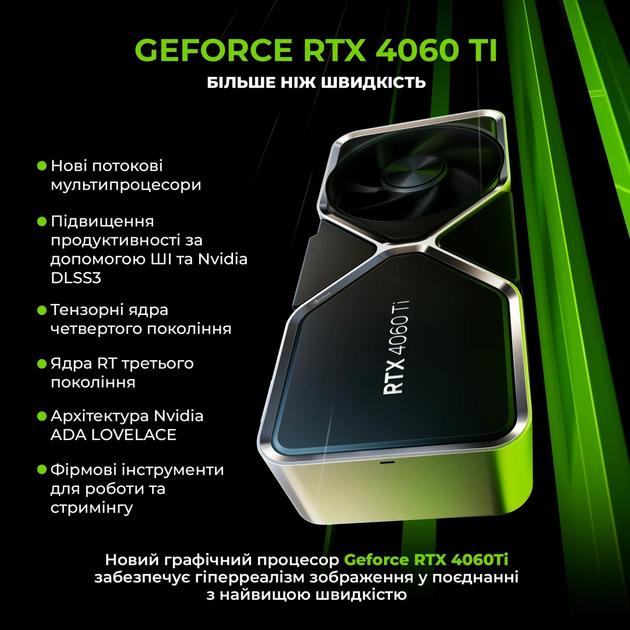 GEFORCE RTX 4060 TI
БІЛЬШЕ НІЖ ШВИДКІСТЬ
Нові потокові
мультипроцесори
Підвищення
продуктивності за
допомогою ШІ та Nvidia
DLSS3
Тензорні ядра
четвертого покоління
Ядра RT третього
покоління
Архітектура Nvidia
ADA LOVELACE
Фірмові інструменти
для роботи та
стримінгу
RTX 4060 Ti
Новий графічний процесор Geforce RTX 4060Ti
забезпечує гіперреалізм зображення у поєднанні
з найвищою швидкістю